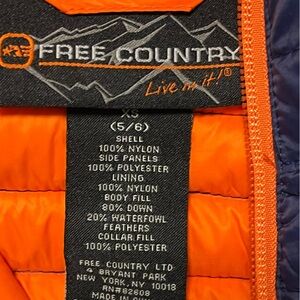 FREE COUNTRY
Live in it!®
XS
(5/6)
SHELL
100% NYLON
SIDE PANELS
100% POLYESTER
LINING
100% NYLON
BODY FILL
80% DOWN
20% WATERFOWL
FEATHERS
COLLAR FILL
100% POLYESTER
FREE COUNTRY LTD
4 BRYANT PARK
NEW YORK, NY 10018
RN#82608
MADE IN